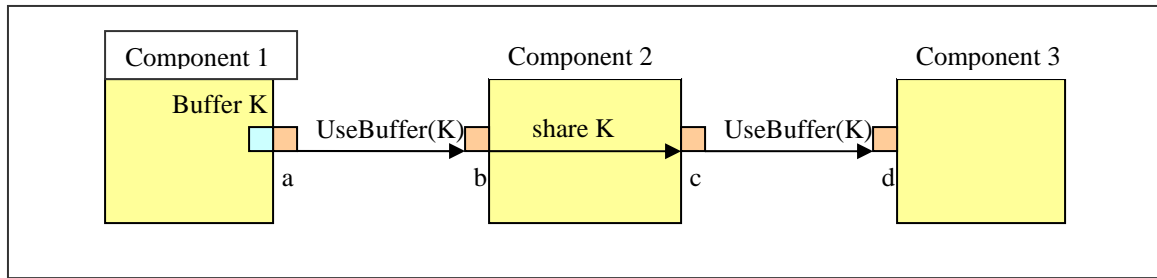 Component 1
Component 2
Component 3
Buffer K
UseBuffer(K)
share K
UseBuffer(K)
a
b
c
d